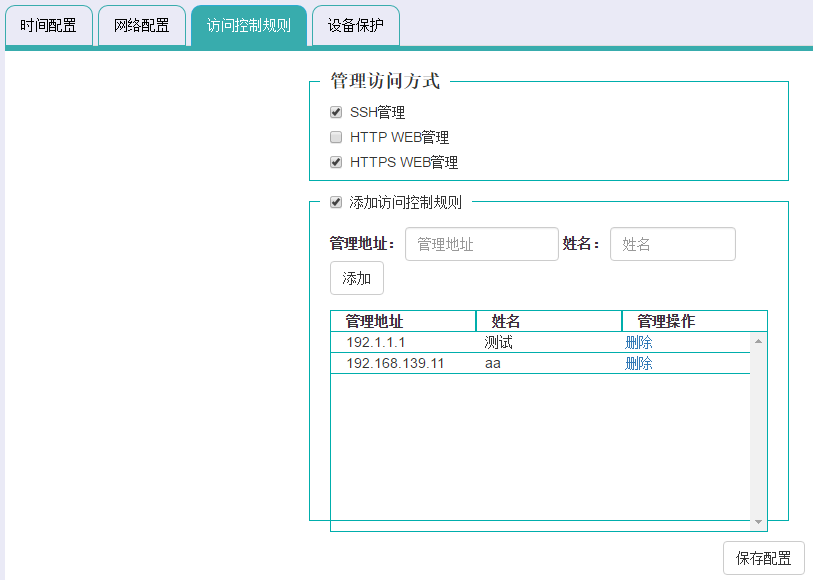 时间配置 网络配置 访问控制规则 设备保护
管理访问方式
SSH管理
HTTP WEB管理
HTTPS WEB管理
添加访问控制规则
管理地址： 管理地址 姓名： 姓名
添加
管理地址 姓名 管理操作
192.1.1.1 测试 删除
192.168.139.11 aa 删除
保存配置